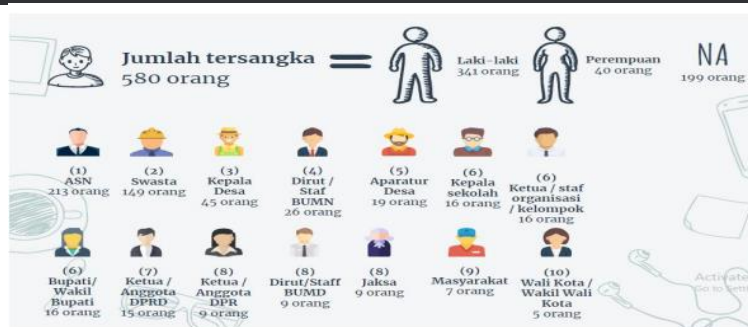 Jumlah tersangka
580 orang
=
Laki-laki
341 orang
Perempuan
40 orang
NA
199 orang
(1)
ASN
213 orang
(2)
Swasta
149 orang
(3)
Kepala
Desa
45 orang
(4)
Dirut /
Staf
BUMN
26 orang
(5)
Aparatur
Desa
19 orang
(6)
Kepala
sekolah
16 orang
(6)
Ketua / staf
organisasi
/ kelompok
16 orang
(6)
Bupati/
Wakil
Bupati
16 orang
(7)
Ketua /
Anggota
DPRD
15 orang
(8)
Ketua /
Anggota
DPR
9 orang
(8)
Dirut/Staff
BUMD
9 orang
(8)
Jaksa
9 orang
(9)
Masyarakat
7 orang
(10)
Wali Kota /
Wakil Wali
Kota
5 orang
Activate
Go to Setti